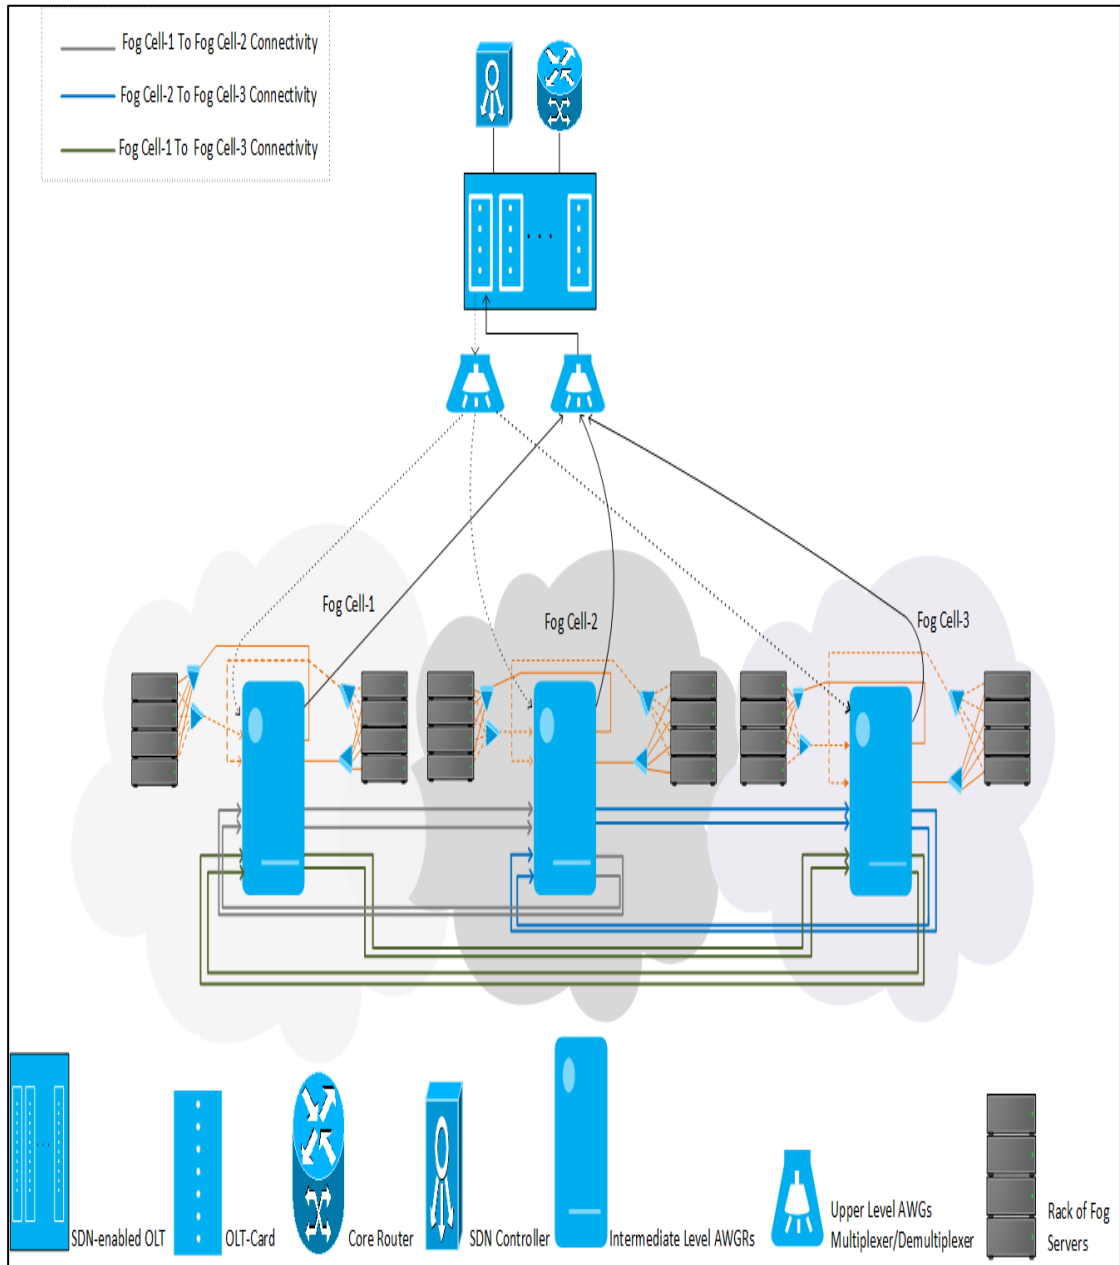 Fog Cell-1 To Fog Cell-2 Connectivity
Fog Cell-2 To Fog Cell-3 Connectivity
Fog Cell-1 To Fog Cell-3 Connectivity
Fog Cell-1
Fog Cell-2
Fog Cell-3
SDN-enabled OLT
OLT-Card
Core Router
SDN Controller
Intermediate Level AWGRs
Upper Level AWGs
Multiplexer/Demultiplexer
Rack of Fog
Servers